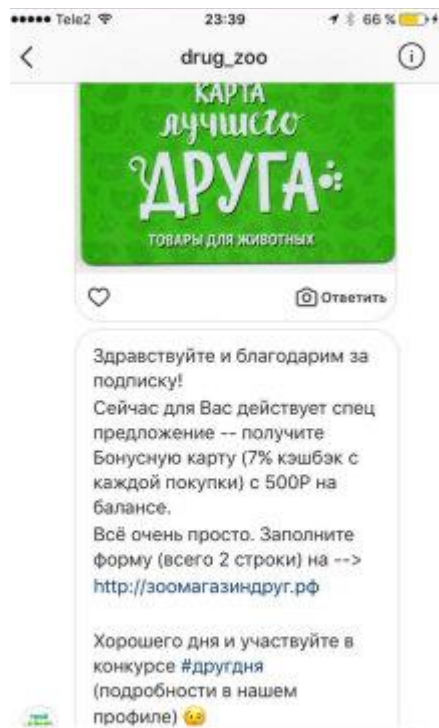 Tele2 23:39 66 %
drug_zoo
КАРТА
лучшего
ДРУГА
ТОВАРЫ ДЛЯ ЖИВОТНЫХ
Ответить
Здравствуйте и благодарим за
подписку!
Сейчас для Вас действует спец
предложение -- получите
Бонусную карту (7% кэшбэк с
каждой покупки) с 500Р на
балансе.
Всё очень просто. Заполните
форму (всего 2 строки) на -->
http://зоомагазиндруг.рф
Хорошего дня и участвуйте в
конкурсе #другдня
(подробности в нашем
профиле)